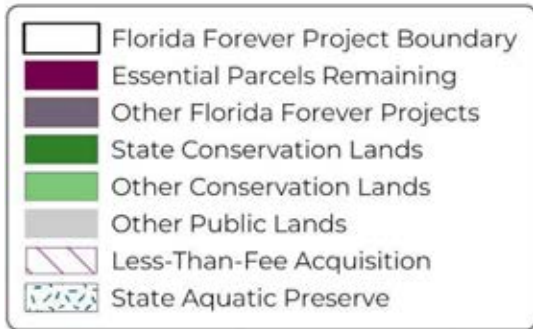 Florida Forever Project Boundary
Essential Parcels Remaining
Other Florida Forever Projects
State Conservation Lands
Other Conservation Lands
Other Public Lands
Less-Than-Fee Acquisition
State Aquatic Preserve